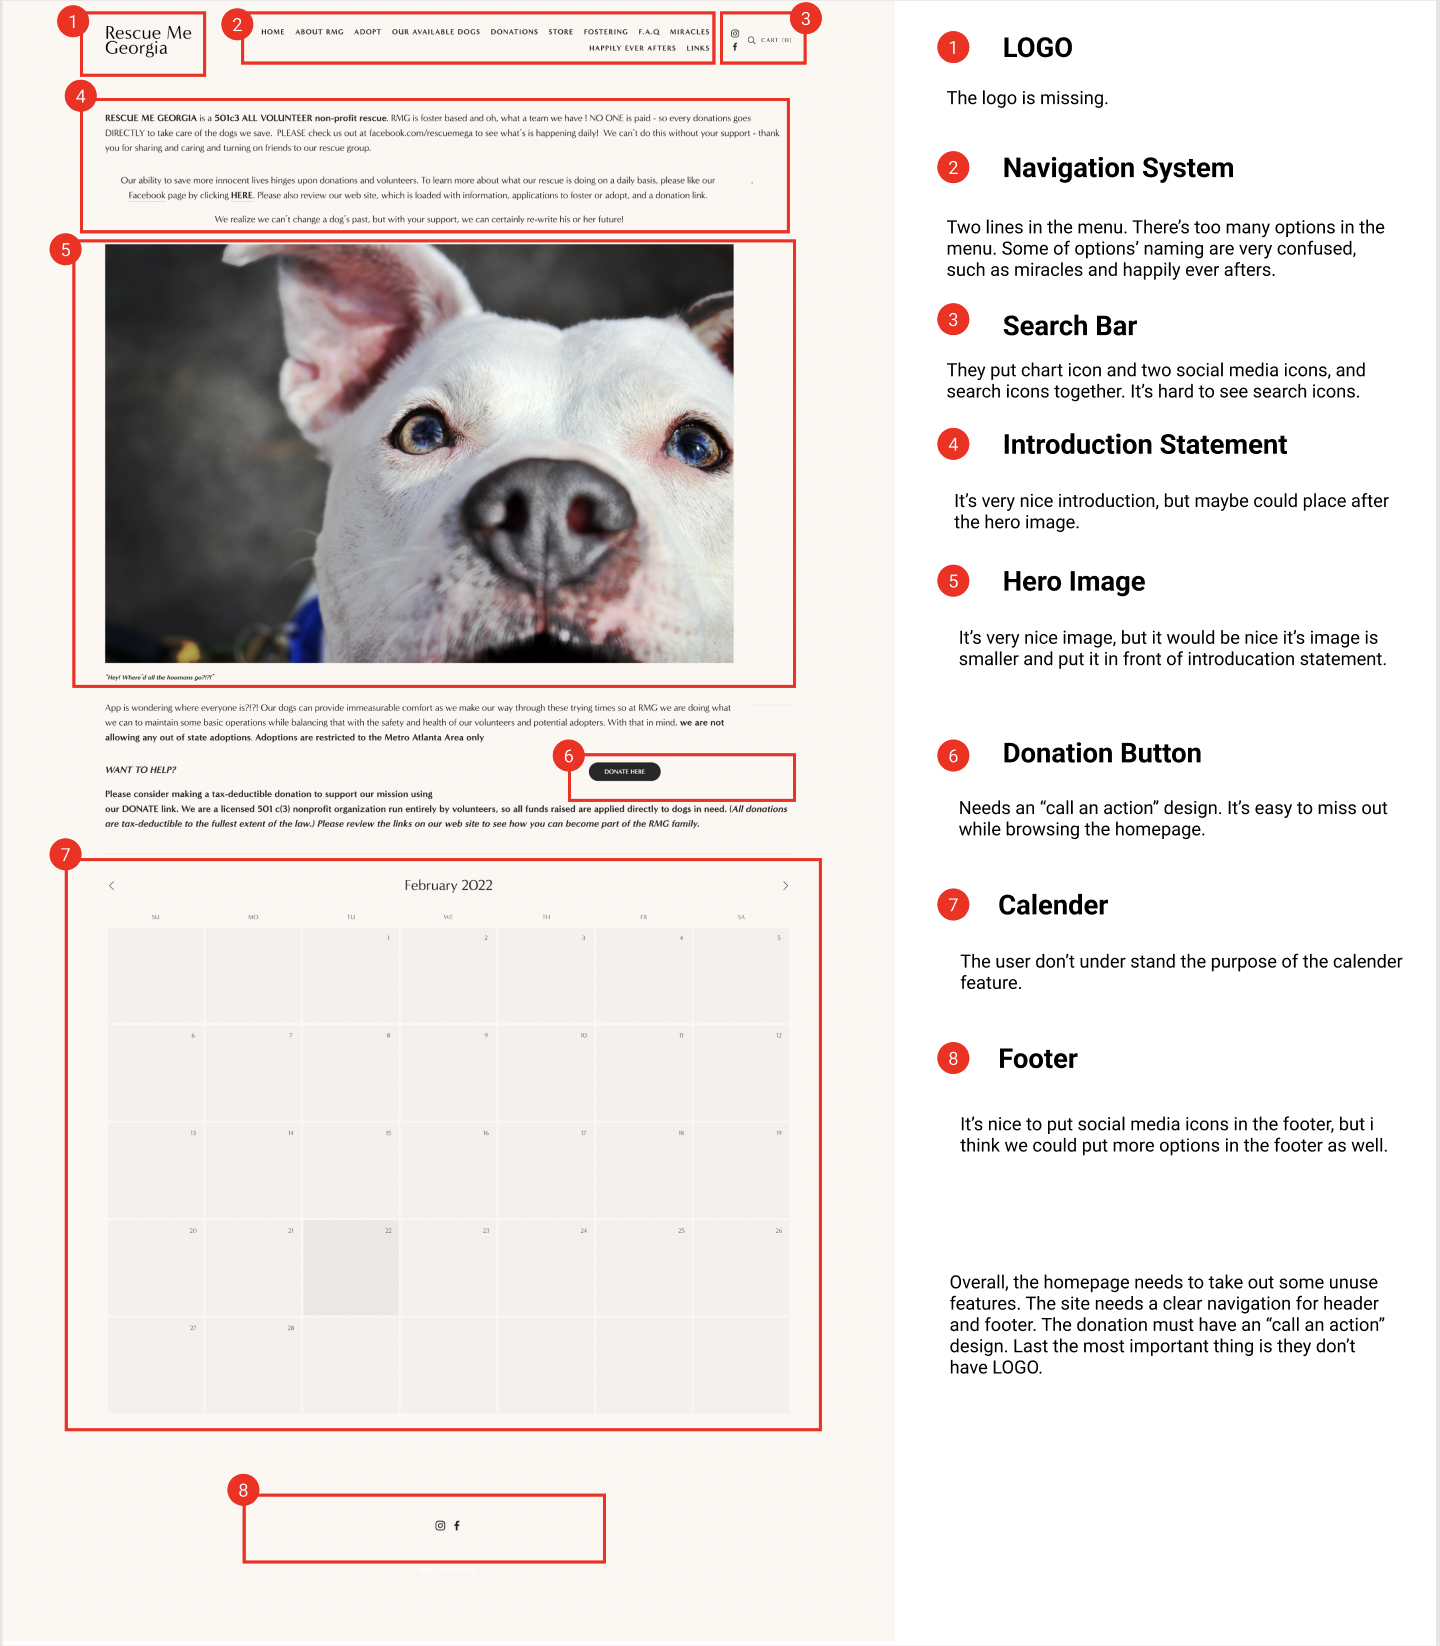 1
Rescue Me
Georgia
2
HOME ABOUT RMG ADOPT OUR AVAILABLE DOGS DONATIONS STORE FOSTERING F.A.Q MIRACLES
HAPPILY EVER AFTERS LINKS
3
CART (0)
4
RESCUE ME GEORGIA is a 501c3 ALL VOLUNTEER non-profit rescue. RMG is foster based and oh, what a team we have ! NO ONE is paid - so every donations goes
DIRECTLY to take care of the dogs we save. PLEASE check us out at facebook.com/rescuemega to see what's is happening daily! We can't do this without your support - thank
you for sharing and caring and turning on friends to our rescue group.
Our ability to save more innocent lives hinges upon donations and volunteers. To learn more about what our rescue is doing on a daily basis, please like our
Facebook page by clicking HERE. Please also review our web site, which is loaded with information, applications to foster or adopt, and a donation link.
We realize we can't change a dog's past, but with your support, we can certainly re-write his or her future!
5
"Hey! Where'd all the hoomans go?!?!"
App is wondering where everyone is?!?! Our dogs can provide immeasurable comfort as we make our way through these trying times so at RMG we are doing what
we can to maintain some basic operations while balancing that with the safety and health of our volunteers and potential adopters. With that in mind, we are not
allowing any out of state adoptions. Adoptions are restricted to the Metro Atlanta Area only
6
DONATE HERE
WANT TO HELP?
Please consider making a tax-deductible donation to support our mission using
our DONATE link. We are a licensed 501 c(3) nonprofit organization run entirely by volunteers, so all funds raised are applied directly to dogs in need. (All donations
are tax-deductible to the fullest extent of the law.) Please review the links on our web site to see how you can become part of the RMG family.
7
February 2022
SU MO TU WE TH FR SA
1 2 3 4 5
6 7 8 9 10 11 12
13 14 15 16 17 18 19
20 21 22 23 24 25 26
27 28
8
1 LOGO
The logo is missing.
2 Navigation System
Two lines in the menu. There's too many options in the
menu. Some of options' naming are very confused,
such as miracles and happily ever afters.
3 Search Bar
They put chart icon and two social media icons, and
search icons together. It's hard to see search icons.
4 Introduction Statement
It's very nice introduction, but maybe could place after
the hero image.
5 Hero Image
It's very nice image, but it would be nice it's image is
smaller and put it in front of introducation statement.
6 Donation Button
Needs an “call an action” design. It's easy to miss out
while browsing the homepage.
7 Calender
The user don't under stand the purpose of the calender
feature.
8 Footer
It's nice to put social media icons in the footer, but i
think we could put more options in the footer as well.
Overall, the homepage needs to take out some unuse
features. The site needs a clear navigation for header
and footer. The donation must have an “call an action”
design. Last the most important thing is they don't
have LOGO.